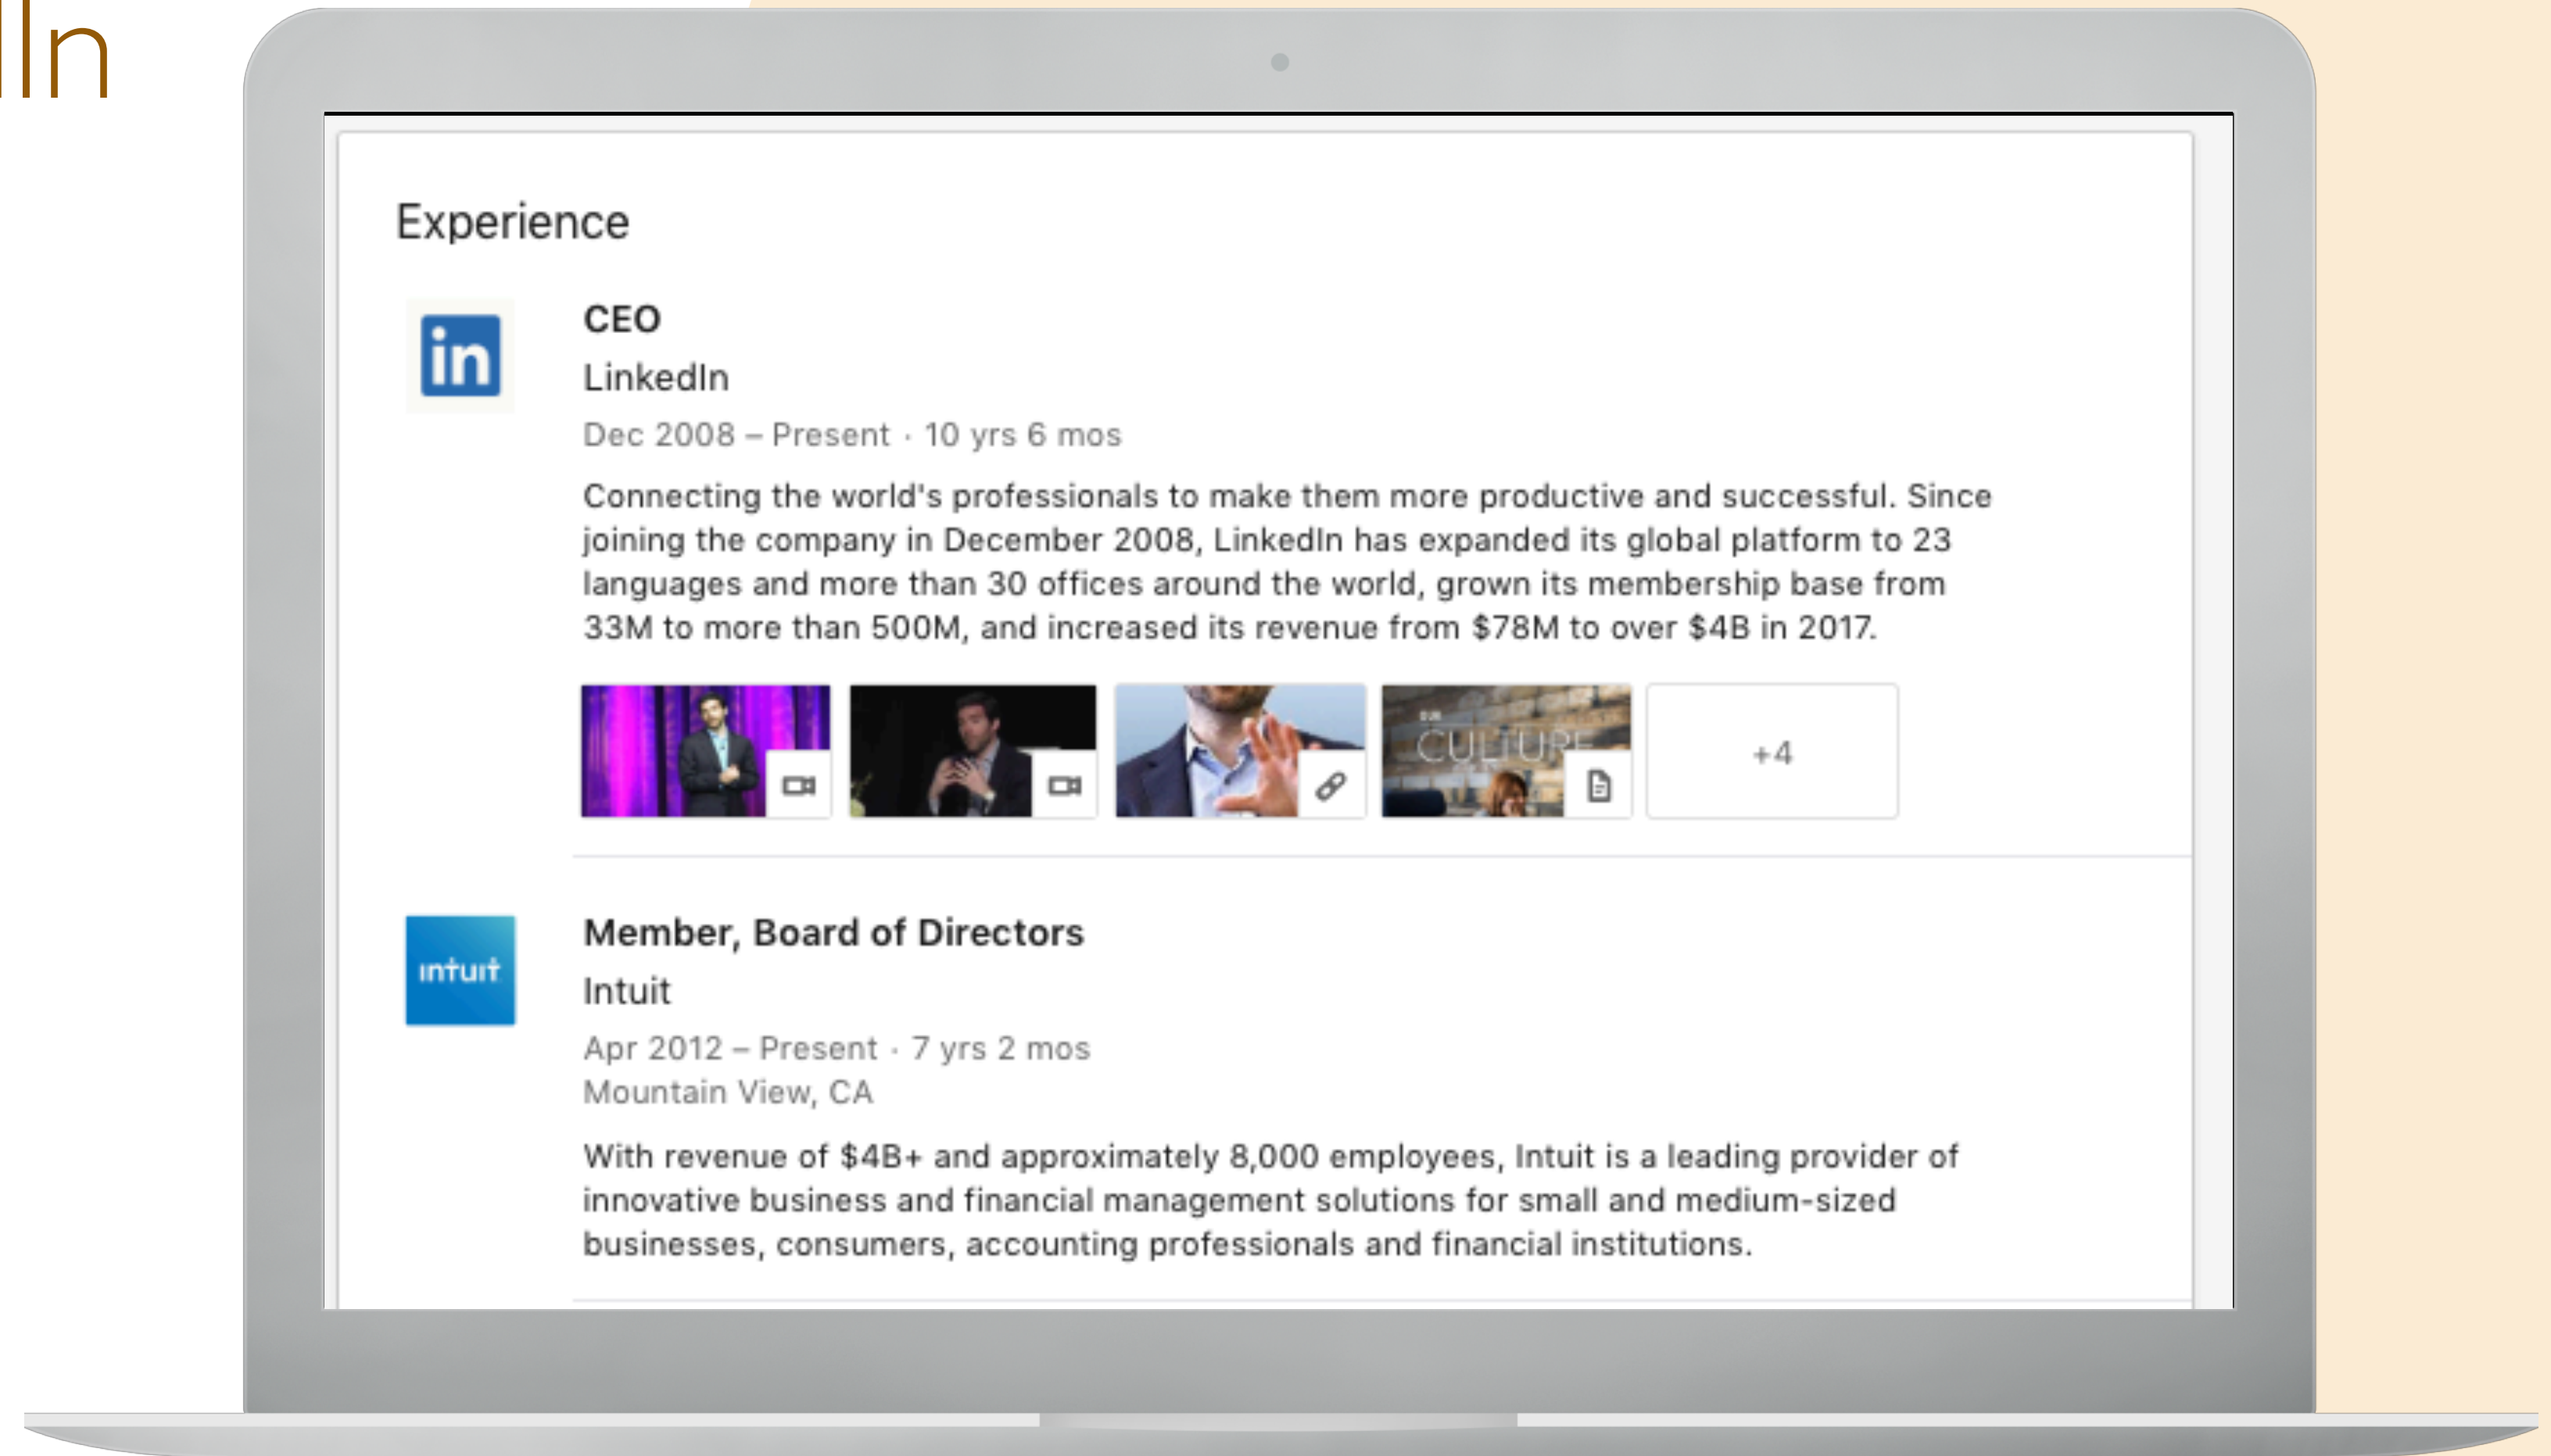 In
Experience
in
CEO
LinkedIn
Dec 2008 – Present · 10 yrs 6 mos
Connecting the world's professionals to make them more productive and successful. Since
joining the company in December 2008, LinkedIn has expanded its global platform to 23
languages and more than 30 offices around the world, grown its membership base from
33M to more than 500M, and increased its revenue from $78M to over $4B in 2017.
OUR
CULTURE
+4
intuit
Member, Board of Directors
Intuit
Apr 2012 – Present · 7 yrs 2 mos
Mountain View, CA
With revenue of $4B+ and approximately 8,000 employees, Intuit is a leading provider of
innovative business and financial management solutions for small and medium-sized
businesses, consumers, accounting professionals and financial institutions.